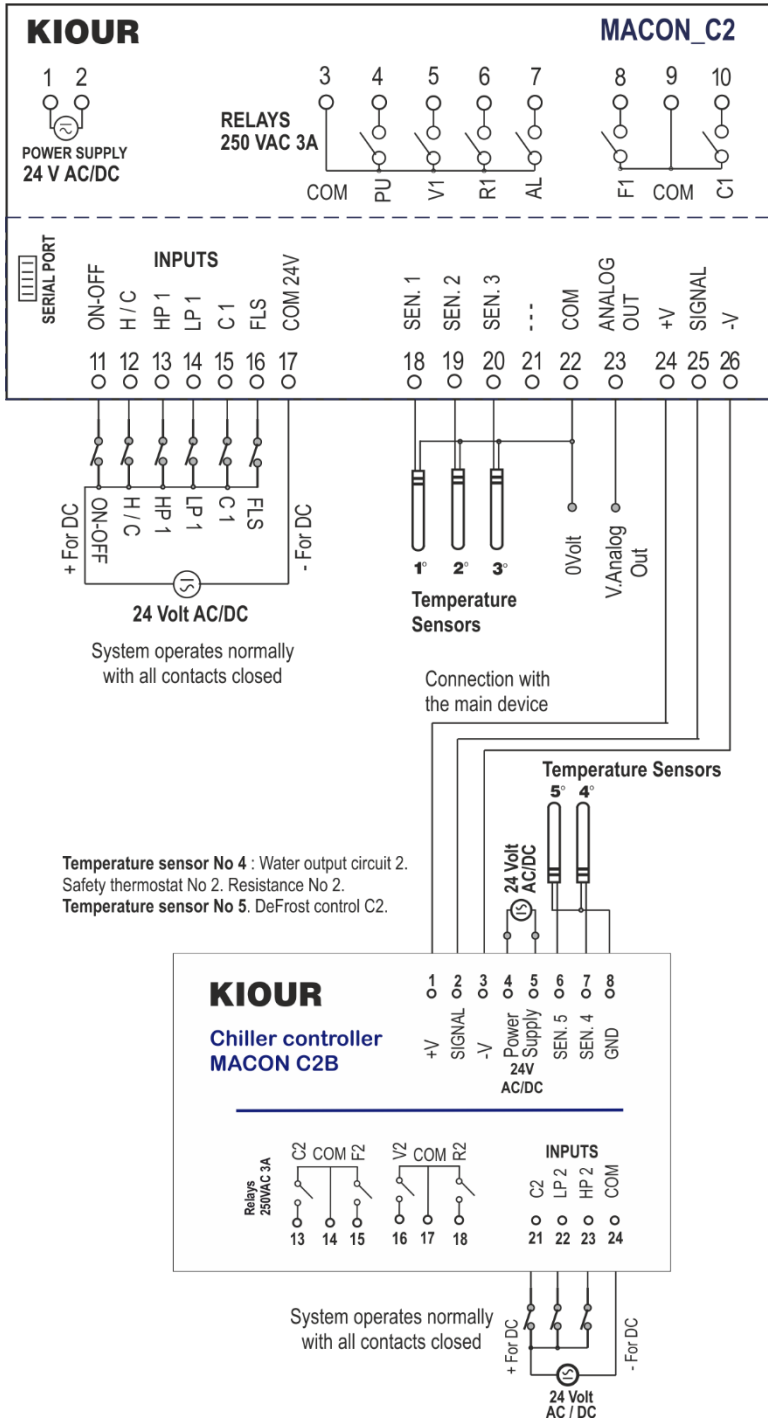 KIOUR
MACON_C2
1 2
POWER SUPPLY
24 V AC/DC
RELAYS
250 VAC 3A
3 4 5 6 7
COM PU V1 R1 AL
8 9 10
F1 COM C1
SERIAL PORT
INPUTS
ON-OFF H / C HP 1 LP 1 C 1 FLS COM 24V
11 12 13 14 15 16 17
SEN. 1 SEN. 2 SEN. 3 - - - COM ANALOG OUT +V SIGNAL -V
18 19 20 21 22 23 24 25 26
+ For DC
ON-OFF H / C HP 1 LP 1 C 1 FLS
- For DC
24 Volt AC/DC
System operates normally
with all contacts closed
1° 2° 3°
Temperature
Sensors
0Volt
V.Analog
Out
Connection with
the main device
Temperature Sensors
5° 4°
24 Volt
AC/DC
Temperature sensor No 4 : Water output circuit 2.
Safety thermostat No 2. Resistance No 2.
Temperature sensor No 5. DeFrost control C2.
KIOUR
Chiller controller
MACON C2B
1 2 3 4 5 6 7 8
+V SIGNAL -V Power Supply SEN. 5 SEN. 4 GND
24V
AC/DC
Relays
250VAC 3A
C2 COM F2
13 14 15
V2 COM R2
16 17 18
INPUTS
C2 LP 2 HP 2 COM
21 22 23 24
System operates normally
with all contacts closed
+ For DC
- For DC
24 Volt
AC / DC